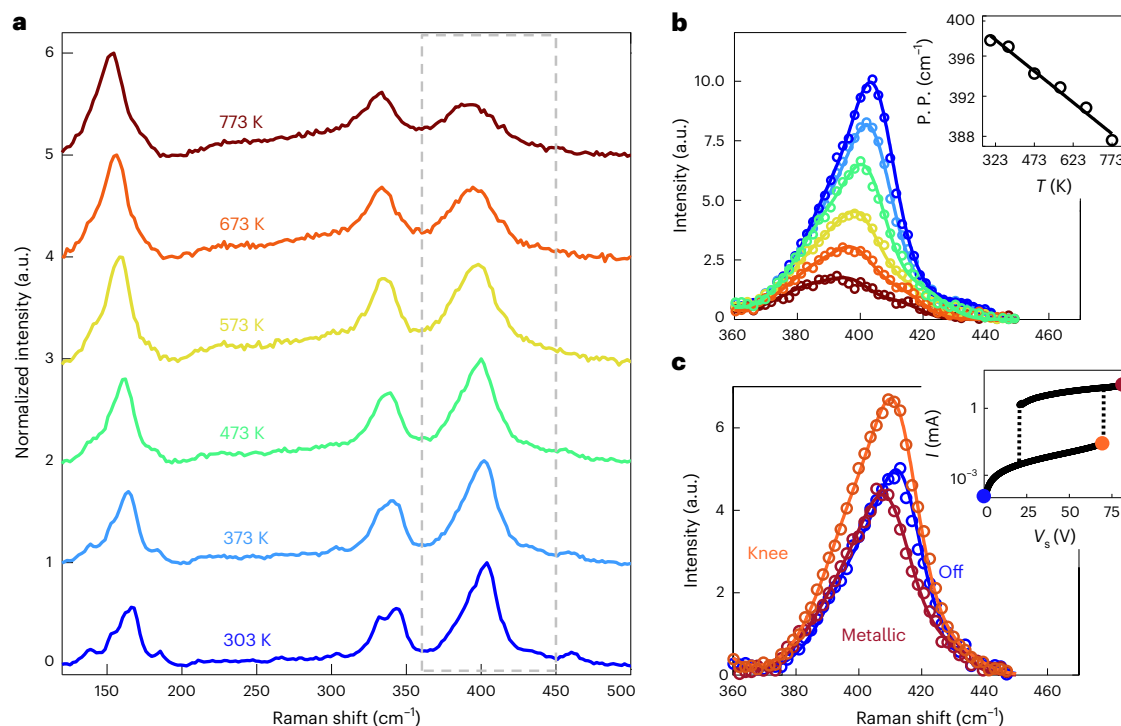 a
6
5
4
3
2
1
0
Normalized intensity (a.u.)
773 K
673 K
573 K
473 K
373 K
303 K
150
200
250
300
350
400
450
500
Raman shift (cm⁻¹)
b
10.0
7.5
5.0
2.5
0
Intensity (a.u.)
360
380
400
420
440
460
400
396
392
388
P. P. (cm⁻¹)
323
473
623
773
T (K)
c
6
4
2
0
Intensity (a.u.)
Knee
Off
Metallic
360
380
400
420
440
460
Raman shift (cm⁻¹)
1
10⁻³
I (mA)
0
25
50
75
Vₛ (V)